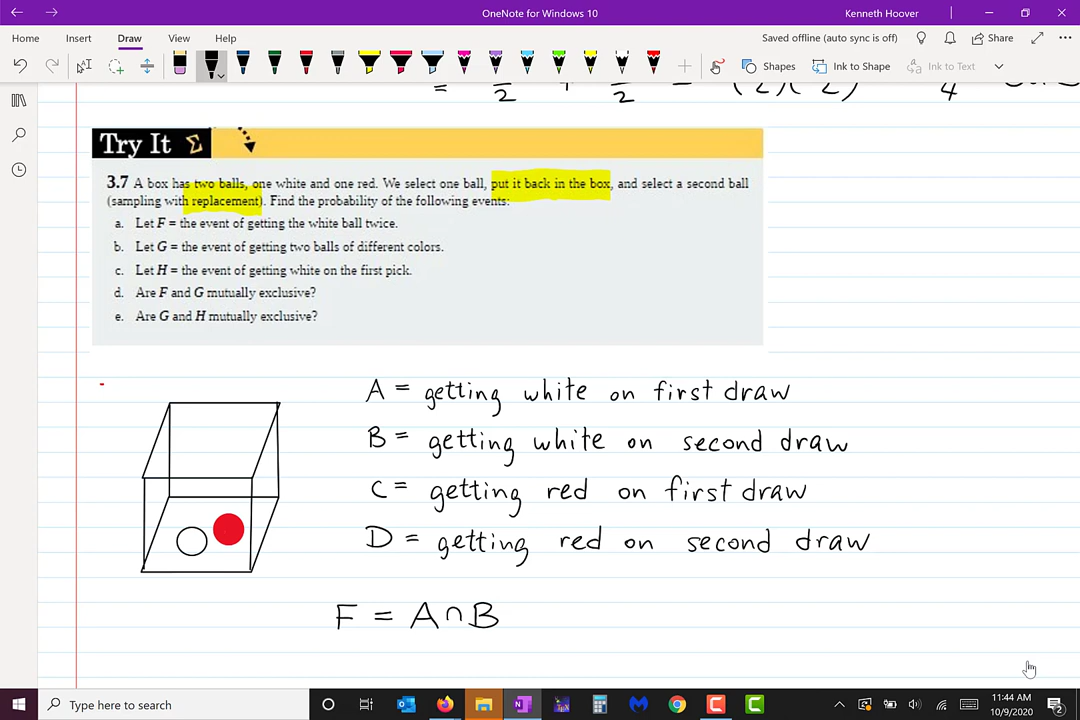 OneNote for Windows 10
Kenneth Hoover
Home Insert Draw View Help
Saved offline (auto sync is off)
Share
Shapes
Ink to Shape
Ink to Text
= 2 + 2 = (2)(2) 4
Try It Σ
3.7 A box has two balls, one white and one red. We select one ball, put it back in the box, and select a second ball
(sampling with replacement). Find the probability of the following events:
a. Let F = the event of getting the white ball twice.
b. Let G = the event of getting two balls of different colors.
c. Let H = the event of getting white on the first pick.
d. Are F and G mutually exclusive?
e. Are G and H mutually exclusive?
A = getting white on first draw
B = getting white on second draw
C = getting red on first draw
D = getting red on second draw
F = A∩B
Type here to search
11:44 AM
10/9/2020
2